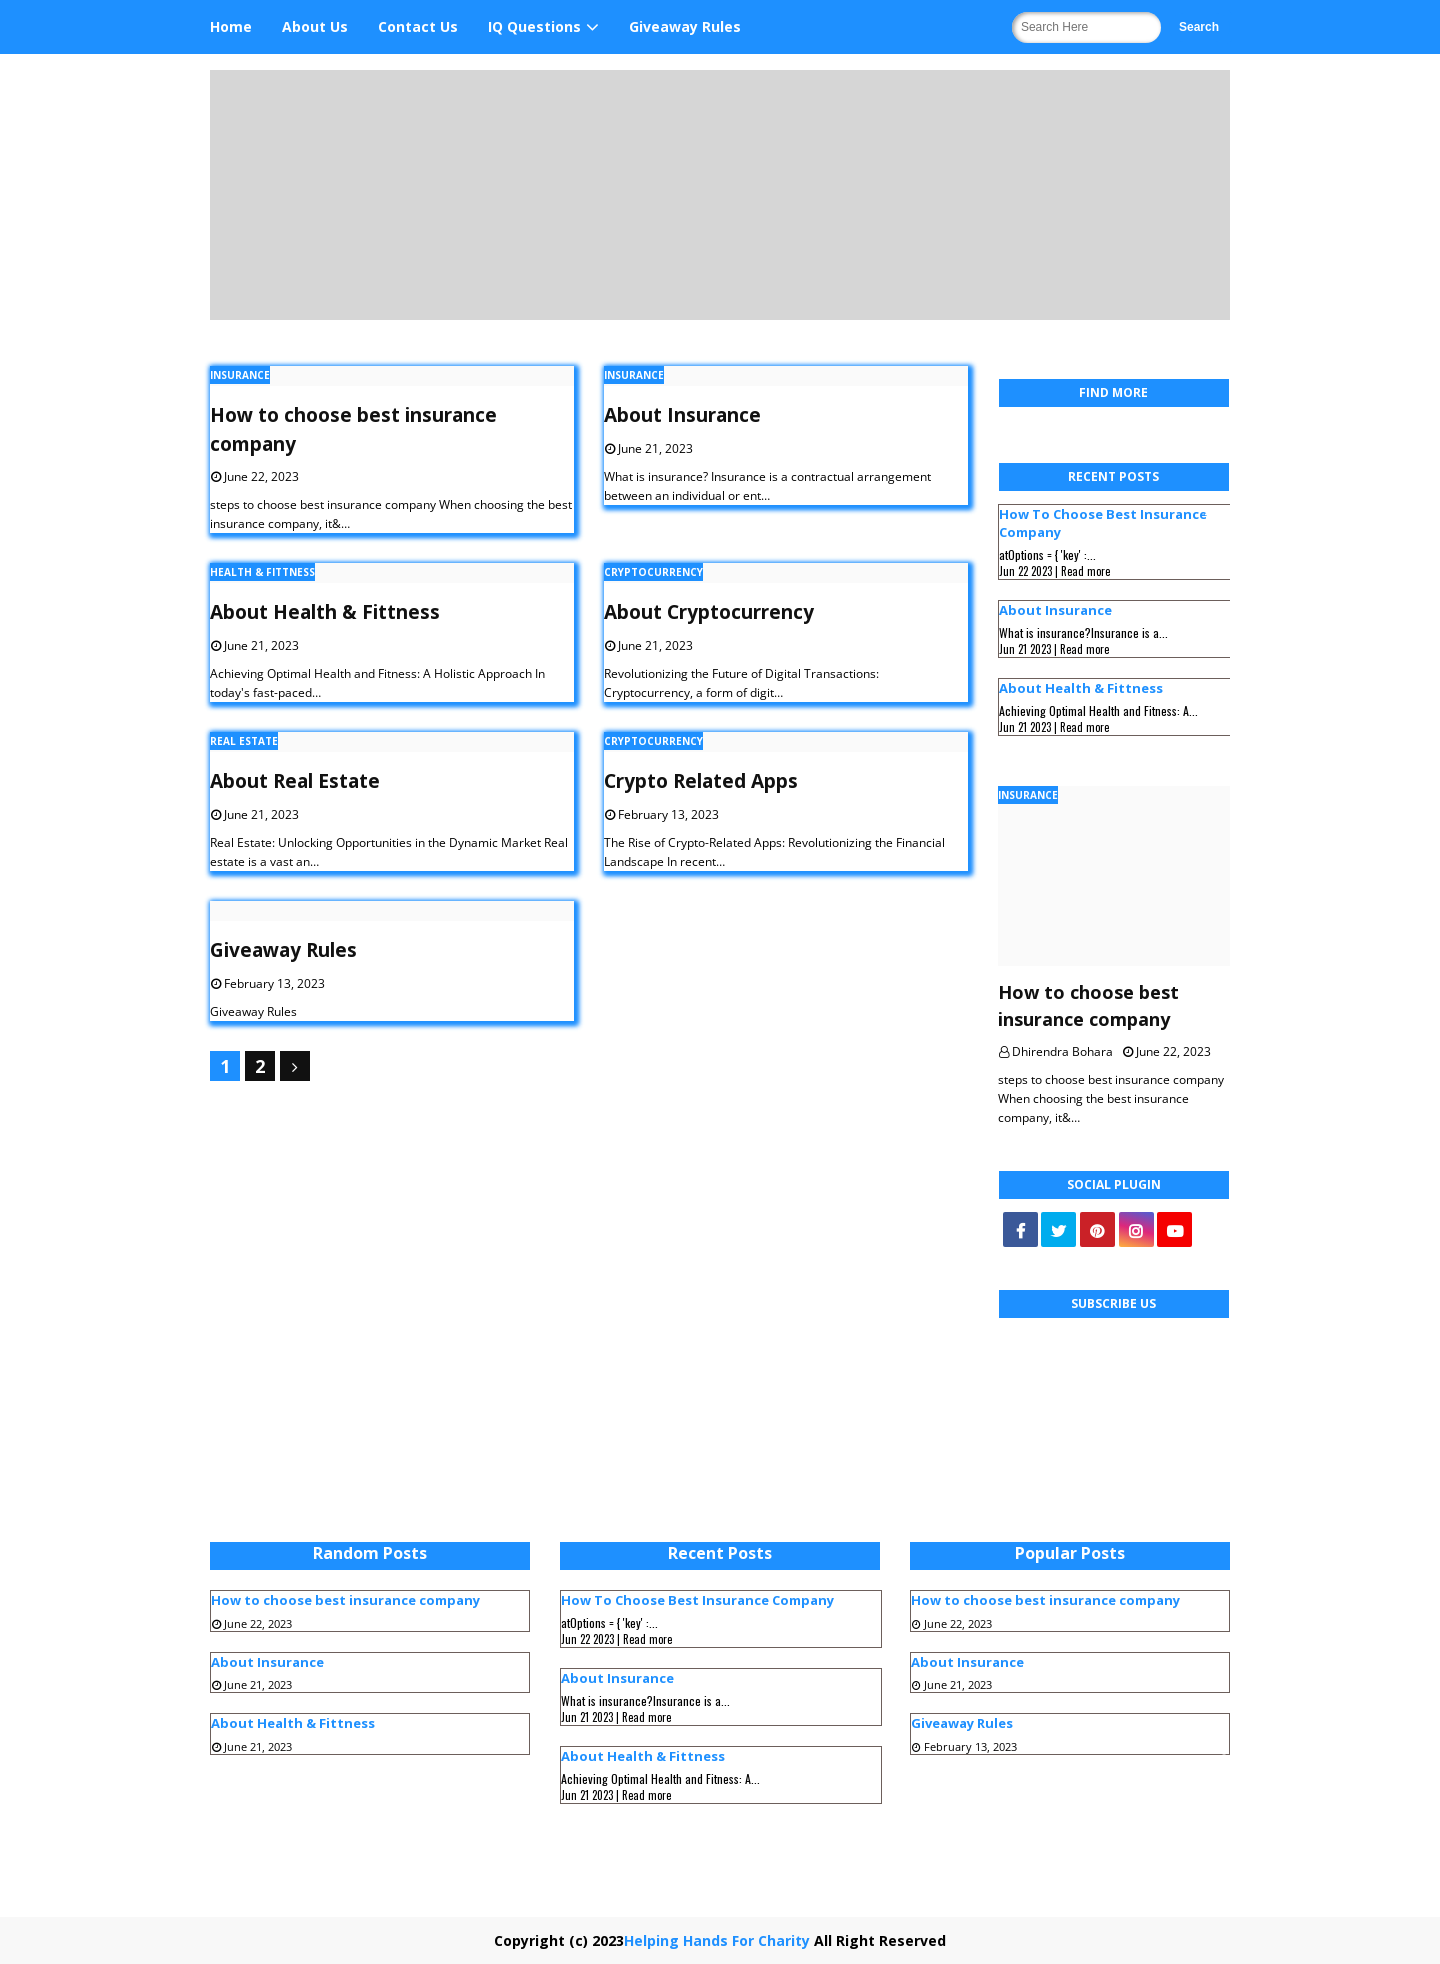 Home
About Us
Contact Us
IQ Questions
Giveaway Rules
Search Here
Search
INSURANCE
How to choose best insurance
company
June 22, 2023
steps to choose best insurance company When choosing the best
insurance company, it&…
INSURANCE
About Insurance
June 21, 2023
What is insurance? Insurance is a contractual arrangement
between an individual or ent…
HEALTH & FITTNESS
About Health & Fittness
June 21, 2023
Achieving Optimal Health and Fitness: A Holistic Approach In
today's fast-paced…
CRYPTOCURRENCY
About Cryptocurrency
June 21, 2023
Revolutionizing the Future of Digital Transactions:
Cryptocurrency, a form of digit…
REAL ESTATE
About Real Estate
June 21, 2023
Real Estate: Unlocking Opportunities in the Dynamic Market Real
estate is a vast an…
CRYPTOCURRENCY
Crypto Related Apps
February 13, 2023
The Rise of Crypto-Related Apps: Revolutionizing the Financial
Landscape In recent…
Giveaway Rules
February 13, 2023
Giveaway Rules
1
2
FIND MORE
RECENT POSTS
How To Choose Best Insurance
Company
atOptions = { 'key' :...
Jun 22 2023 | Read more
About Insurance
What is insurance?Insurance is a...
Jun 21 2023 | Read more
About Health & Fittness
Achieving Optimal Health and Fitness: A...
Jun 21 2023 | Read more
INSURANCE
How to choose best
insurance company
Dhirendra Bohara June 22, 2023
steps to choose best insurance company
When choosing the best insurance
company, it&…
SOCIAL PLUGIN
SUBSCRIBE US
Random Posts
How to choose best insurance company
June 22, 2023
About Insurance
June 21, 2023
About Health & Fittness
June 21, 2023
Recent Posts
How To Choose Best Insurance Company
atOptions = { 'key' :...
Jun 22 2023 | Read more
About Insurance
What is insurance?Insurance is a...
Jun 21 2023 | Read more
About Health & Fittness
Achieving Optimal Health and Fitness: A...
Jun 21 2023 | Read more
Popular Posts
How to choose best insurance company
June 22, 2023
About Insurance
June 21, 2023
Giveaway Rules
February 13, 2023
Copyright (c) 2023Helping Hands For Charity All Right Reserved